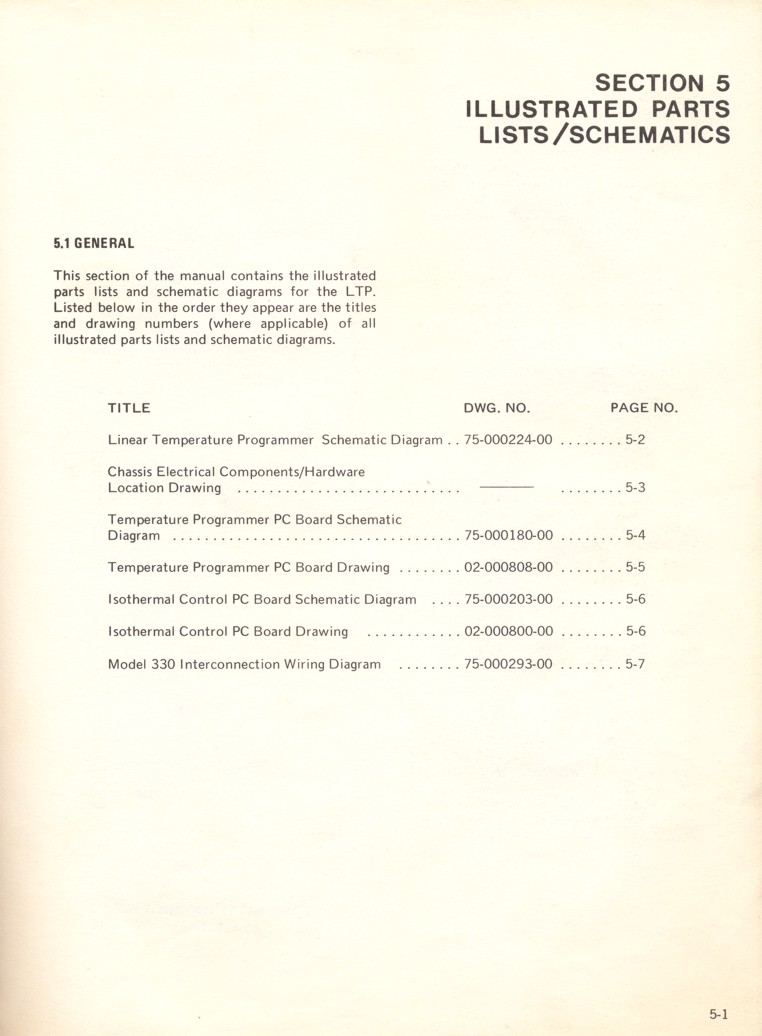 SECTION 5
ILLUSTRATED PARTS
LISTS/SCHEMATICS
5.1 GENERAL
This section of the manual contains the illustrated
parts lists and schematic diagrams for the LTP.
Listed below in the order they appear are the titles
and drawing numbers (where applicable) of all
illustrated parts lists and schematic diagrams.
TITLE DWG. NO. PAGE NO.
Linear Temperature Programmer Schematic Diagram . . 75-000224-00 . . . . . . . . 5-2
Chassis Electrical Components/Hardware
Location Drawing . . . . . . . . . . . . . . . . . . . . . . . . . . . . ——— . . . . . . . . 5-3
Temperature Programmer PC Board Schematic
Diagram . . . . . . . . . . . . . . . . . . . . . . . . . . . . . . . . . . . . 75-000180-00 . . . . . . . . 5-4
Temperature Programmer PC Board Drawing . . . . . . . . 02-000808-00 . . . . . . . . 5-5
Isothermal Control PC Board Schematic Diagram . . . . 75-000203-00 . . . . . . . . 5-6
Isothermal Control PC Board Drawing . . . . . . . . . . . . 02-000800-00 . . . . . . . . 5-6
Model 330 Interconnection Wiring Diagram . . . . . . . . 75-000293-00 . . . . . . . . 5-7
5-1